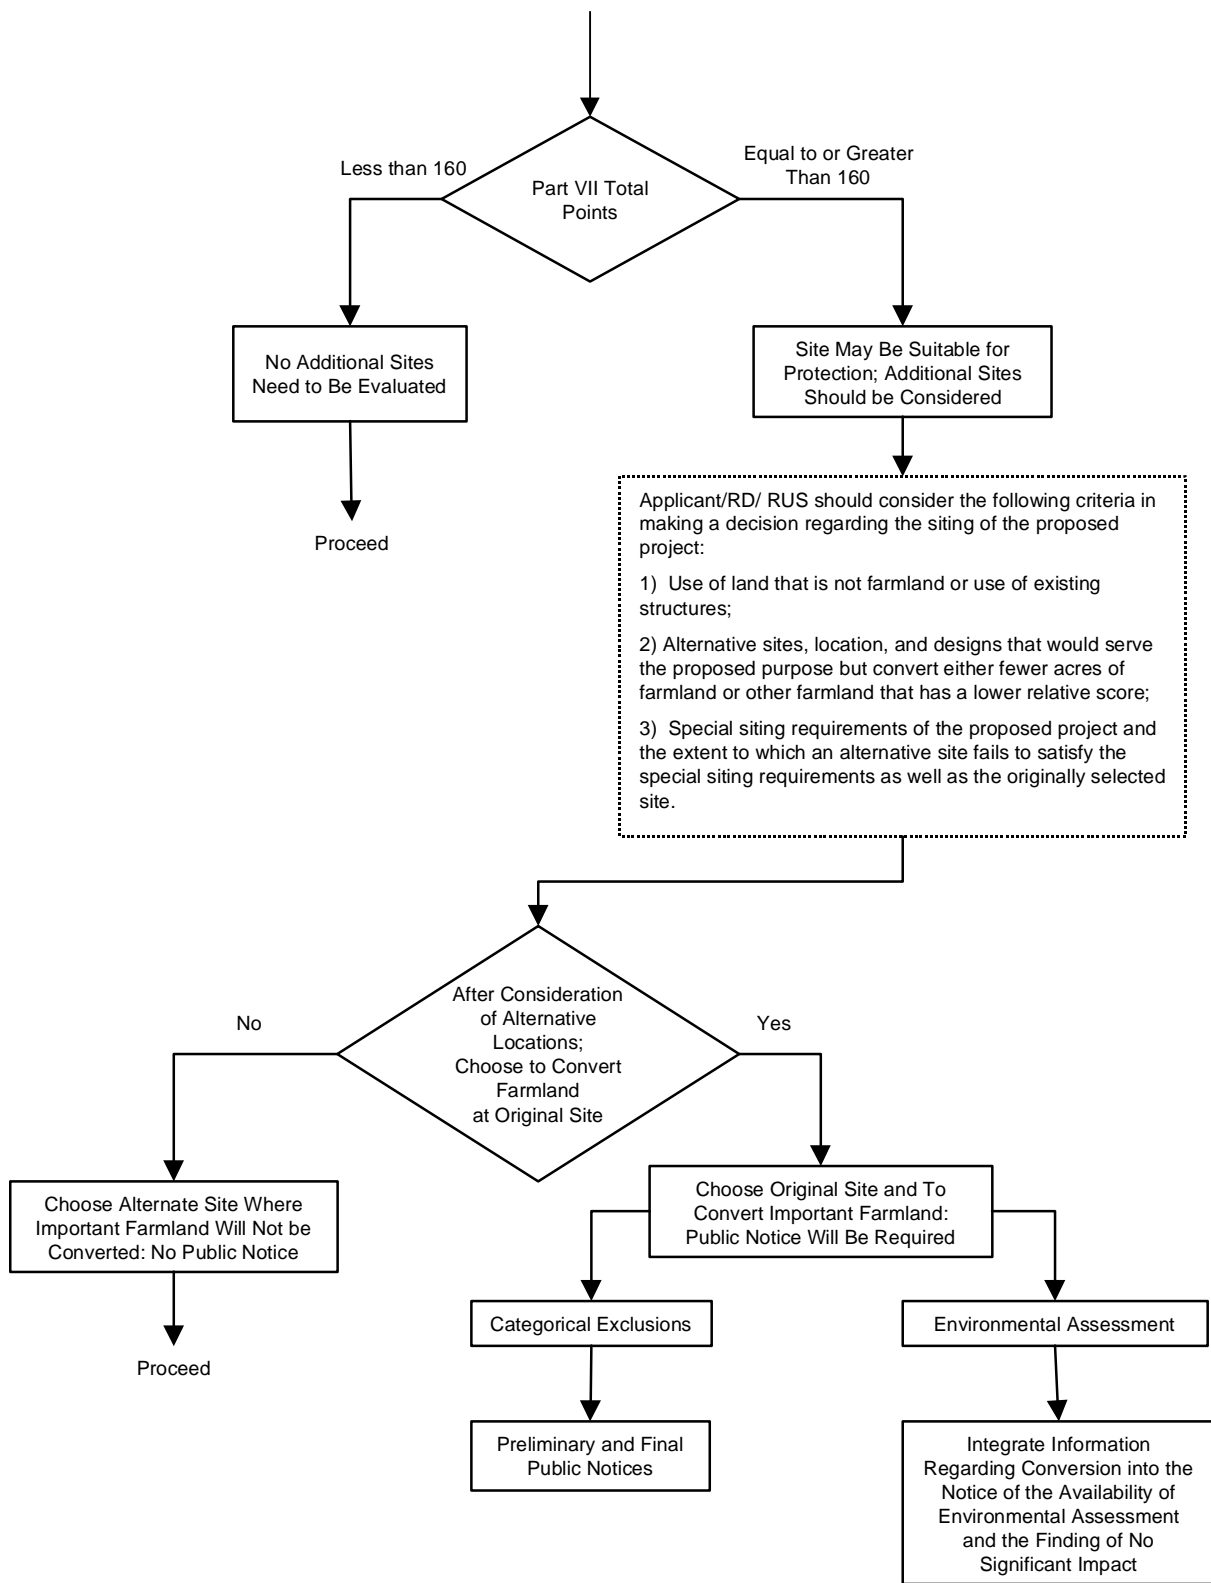 Less than 160
Equal to or Greater
Than 160
Part VII Total
Points
No Additional Sites
Need to Be Evaluated
Site May Be Suitable for
Protection; Additional Sites
Should be Considered
Proceed
Applicant/RD/ RUS should consider the following criteria in
making a decision regarding the siting of the proposed
project:
1)  Use of land that is not farmland or use of existing
structures;
2) Alternative sites, location, and designs that would serve
the proposed purpose but convert either fewer acres of
farmland or other farmland that has a lower relative score;
3)  Special siting requirements of the proposed project and
the extent to which an alternative site fails to satisfy the
special siting requirements as well as the originally selected
site.
After Consideration
of Alternative
Locations;
Choose to Convert
Farmland
at Original Site
No
Yes
Choose Alternate Site Where
Important Farmland Will Not be
Converted: No Public Notice
Choose Original Site and To
Convert Important Farmland:
Public Notice Will Be Required
Proceed
Categorical Exclusions
Environmental Assessment
Preliminary and Final
Public Notices
Integrate Information
Regarding Conversion into the
Notice of the Availability of
Environmental Assessment
and the Finding of No
Significant Impact